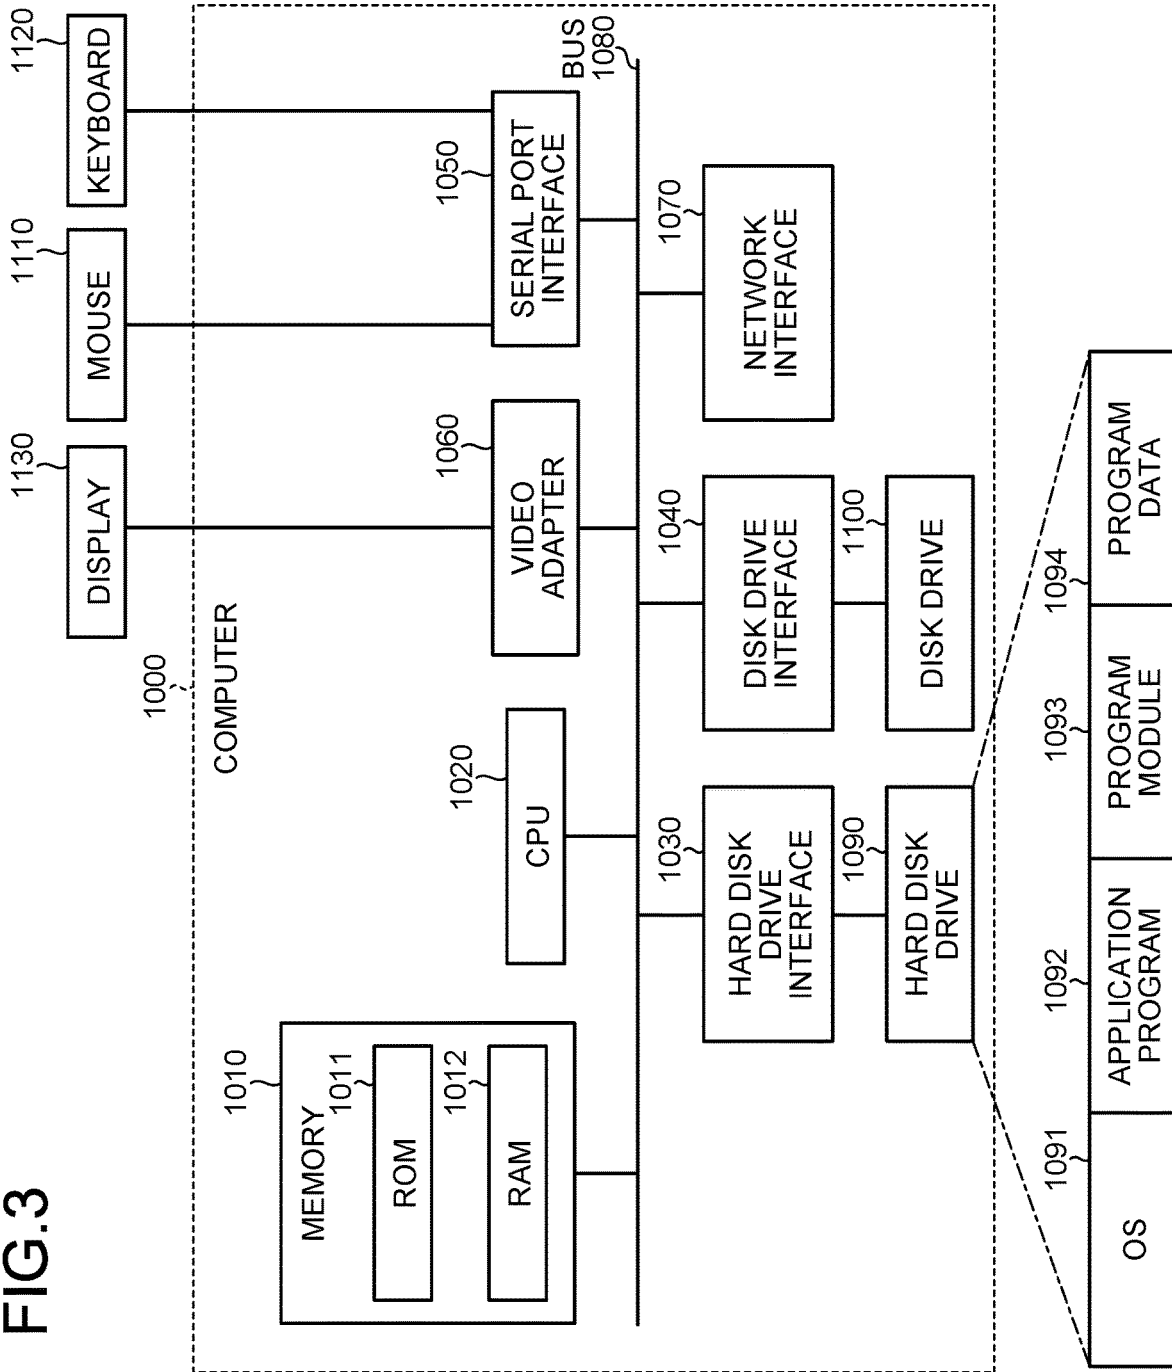 FIG.3
1010
MEMORY
1011
ROM
1012
RAM
1000
COMPUTER
1020
CPU
1130
DISPLAY
1110
MOUSE
1120
KEYBOARD
1060
VIDEO
ADAPTER
1050
SERIAL PORT
INTERFACE
BUS
1080
1030
HARD DISK
DRIVE
INTERFACE
1040
DISK DRIVE
INTERFACE
1070
NETWORK
INTERFACE
1090
HARD DISK
DRIVE
1100
DISK DRIVE
1091
OS
1092
APPLICATION
PROGRAM
1093
PROGRAM
MODULE
1094
PROGRAM
DATA